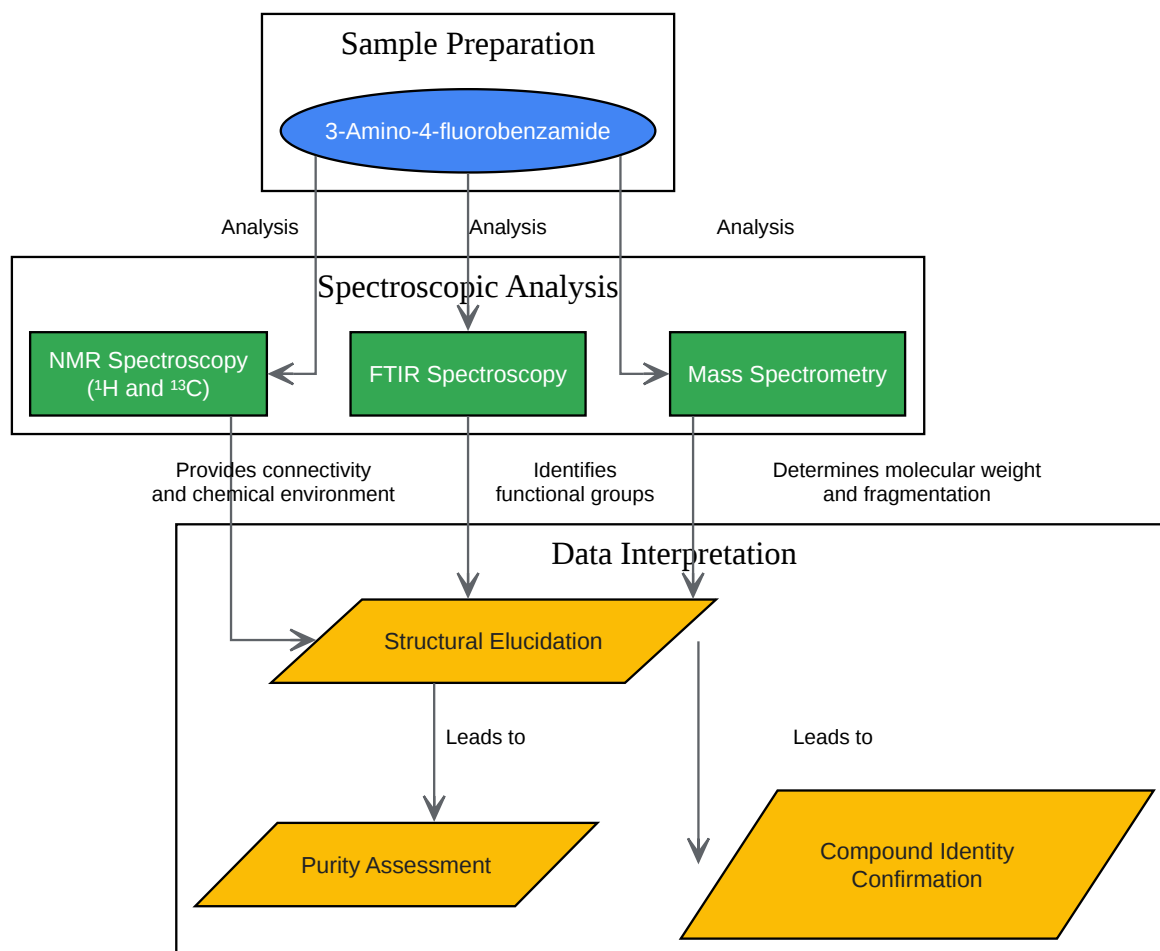 Sample Preparation
3-Amino-4-fluorobenzamide
Analysis
Analysis
Analysis
Spectroscopic Analysis
NMR Spectroscopy
(¹H and ¹³C)
FTIR Spectroscopy
Mass Spectrometry
Provides connectivity
and chemical environment
Identifies
functional groups
Determines molecular weight
and fragmentation
Data Interpretation
Structural Elucidation
Leads to
Leads to
Purity Assessment
Compound Identity
Confirmation